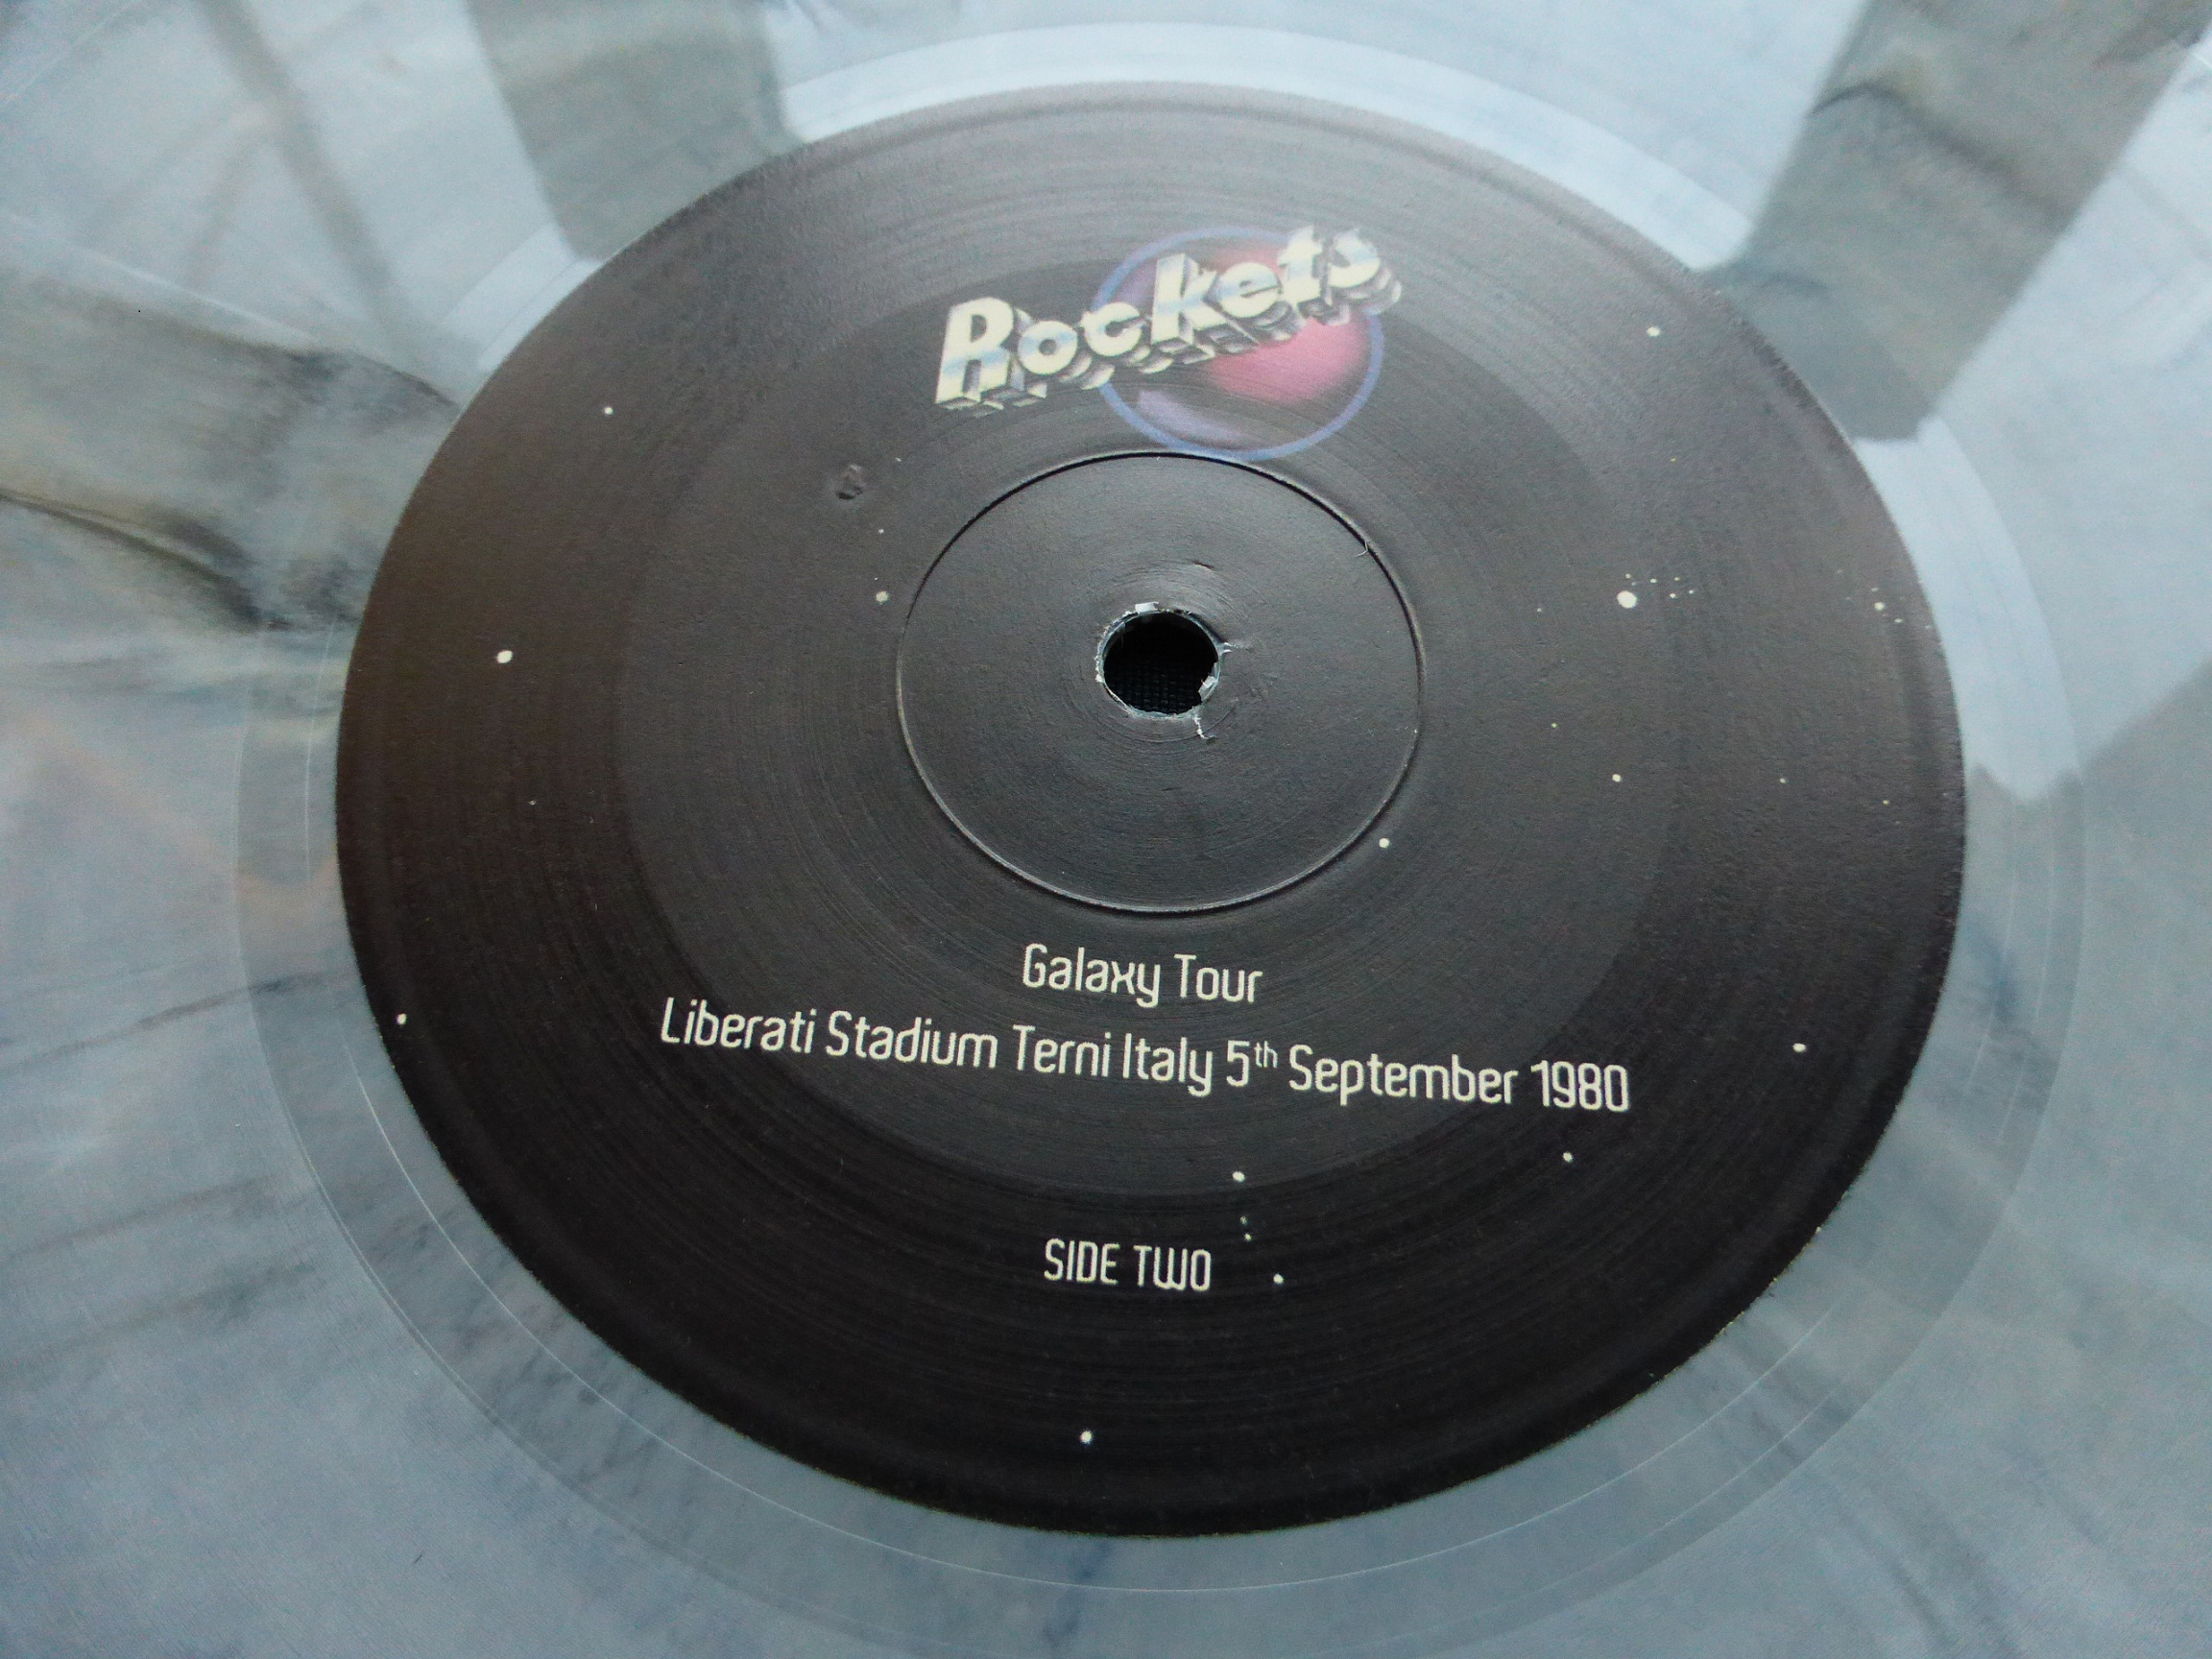 Rockets
Galaxy Tour
Liberati Stadium Terni Italy 5th September 1980
SIDE TWO